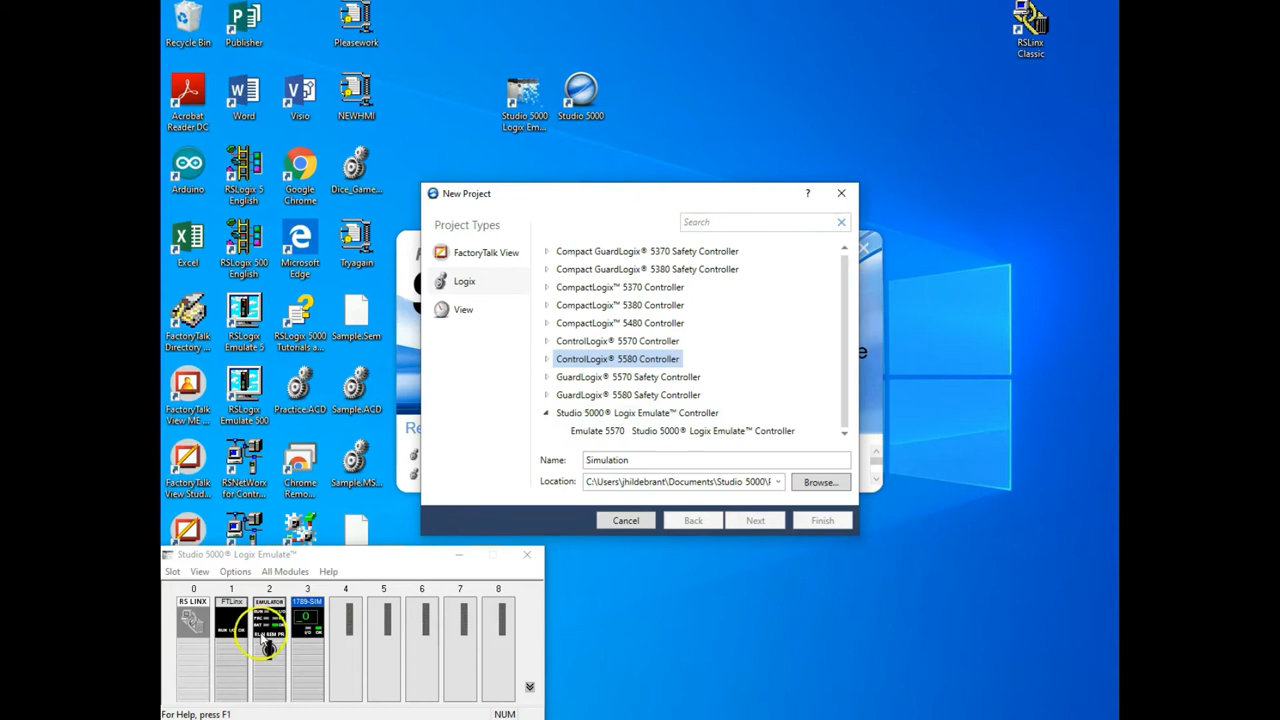 Recycle Bin
Publisher
Pleasework
RSLinx
Classic
Acrobat
Reader DC
Word
Visio
NEWHMI
Studio 5000
Logix Em...
Studio 5000
Arduino
RSLogix 5
English
Google
Chrome
Dice_Game...
Excel
RSLogix 500
English
Microsoft
Edge
Tryagain
FactoryTalk
Directory ...
RSLogix
Emulate 5
RSLogix 5000
Tutorials a...
Sample.Sem
FactoryTalk
View ME ...
RSLogix
Emulate 500
Practice.ACD
Sample.ACD
FactoryTalk
View Stud...
RSNetWorx
for Contr...
Chrome
Remo...
Sample.MS...
New Project
?
Project Types
Search
FactoryTalk View
Logix
View
Compact GuardLogix® 5370 Safety Controller
Compact GuardLogix® 5380 Safety Controller
CompactLogix™ 5370 Controller
CompactLogix™ 5380 Controller
CompactLogix™ 5480 Controller
ControlLogix® 5570 Controller
ControlLogix® 5580 Controller
GuardLogix® 5570 Safety Controller
GuardLogix® 5580 Safety Controller
Studio 5000® Logix Emulate™ Controller
Emulate 5570 Studio 5000® Logix Emulate™ Controller
Name: Simulation
Location: C:\Users\jhildebrant\Documents\Studio 5000\
Browse...
Cancel
Back
Next
Finish
Re
Studio 5000® Logix Emulate™
Slot View Options All Modules Help
0 1 2 3 4 5 6 7 8
RS LINX
FTLinx
EMULATOR
1789-SIM
RUN I/O OK
I/O OK
For Help, press F1
NUM